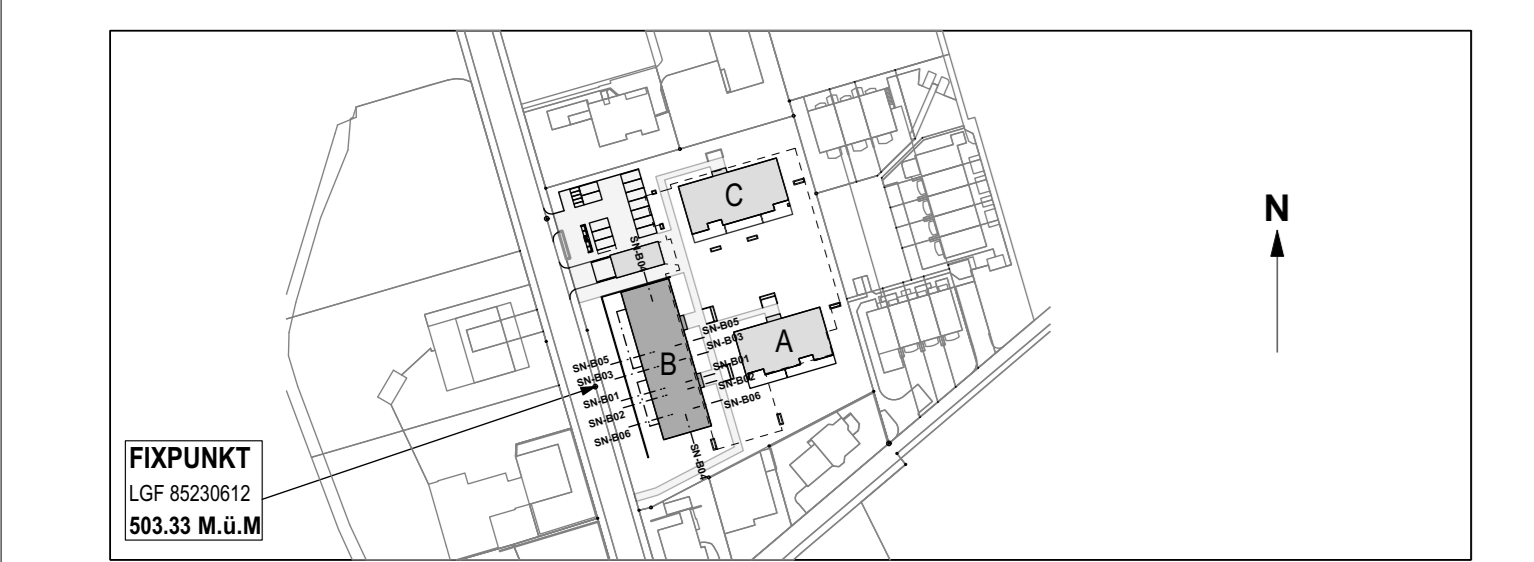 C
N
SN-B04
SN-B05
SN-B03
A
SN-B01
B
SN-B02
SN-B06
SN-B05
SN-B03
SN-B01
SN-B02
SN-B06
SN-B04
FIXPUNKT
LGF 85230612
503.33 M.ü.M